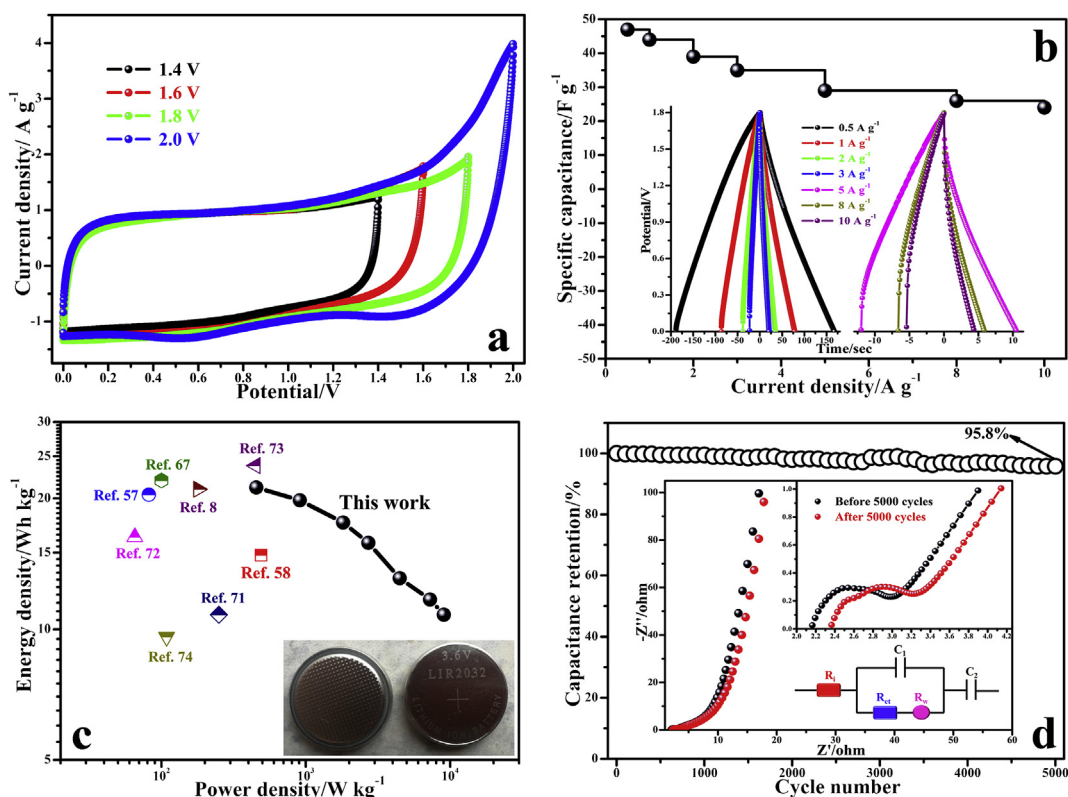 a
Current density/ A g-1
4
3
2
1
0
-1
1.4 V
1.6 V
1.8 V
2.0 V
0.0 0.2 0.4 0.6 0.8 1.0 1.2 1.4 1.6 1.8 2.0
Potential/V
b
Specific capacitance/F g-1
50
40
30
20
10
0
-10
-20
-30
-40
-50
0 2 4 6 8 10
Current density/A g-1
Potential/V
1.8
1.5
1.2
0.9
0.6
0.3
0.0
0.5 A g-1
1 A g-1
2 A g-1
3 A g-1
5 A g-1
8 A g-1
10 A g-1
-200 -150 -100 -50 0 50 100 150
-10 -5 0 5 10
Time/sec
c
Energy density/Wh kg-1
30
25
20
15
10
5
Ref. 73
Ref. 67
Ref. 57
Ref. 8
This work
Ref. 72
Ref. 58
Ref. 71
Ref. 74
3.6V
LIR2032
10² 10³ 10⁴
Power density/W kg-1
d
Capacitance retention/%
100
80
60
40
20
0
95.8%
0 1000 2000 3000 4000 5000
Cycle number
-Z''/ohm
100
80
60
40
20
0
10 20 30 40 50 60
Z'/ohm
1.0
0.8
0.6
0.4
0.2
0.0
Before 5000 cycles
After 5000 cycles
2.0 2.2 2.4 2.6 2.8 3.0 3.2 3.4 3.6 3.8 4.0 4.2
C1
C2
Ri
Rct
Rw